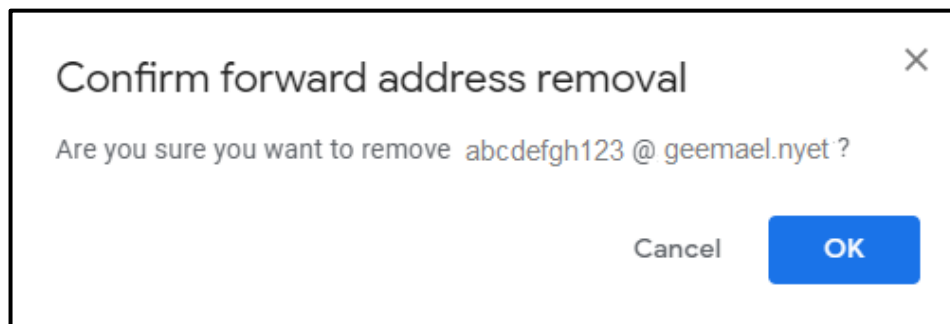 Confirm forward address removal
Are you sure you want to remove abcdefgh123 @ geemael.nyet ?
Cancel OK